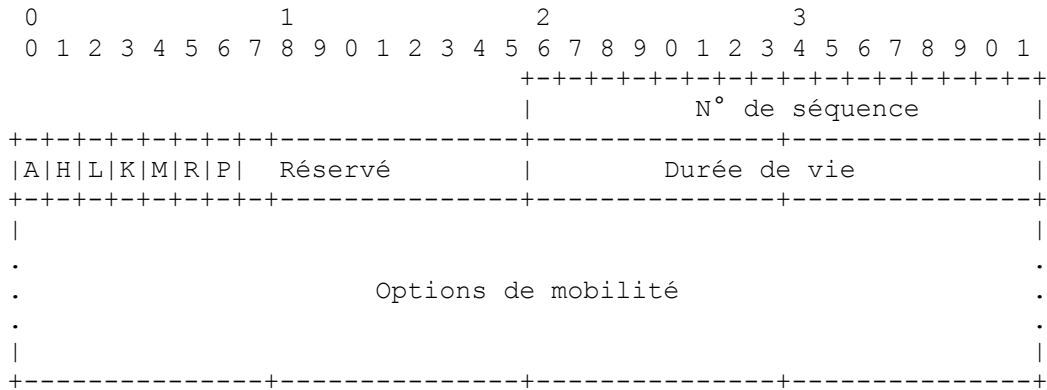 0                   1                   2                   3
 0 1 2 3 4 5 6 7 8 9 0 1 2 3 4 5 6 7 8 9 0 1 2 3 4 5 6 7 8 9 0 1
                                +-+-+-+-+-+-+-+-+-+-+-+-+-+-+-+-+
                                |          N° de séquence       |
+-+-+-+-+-+-+-+-+---------------+---------------+---------------+
|A|H|L|K|M|R|P|  Réservé        |        Durée de vie           |
+-+-+-+-+-+-+-+-+---------------+---------------+---------------+
|                                                               |
.                                                               .
.                      Options de mobilité                      .
.                                                               .
|                                                               |
+---------------+---------------+---------------+---------------+